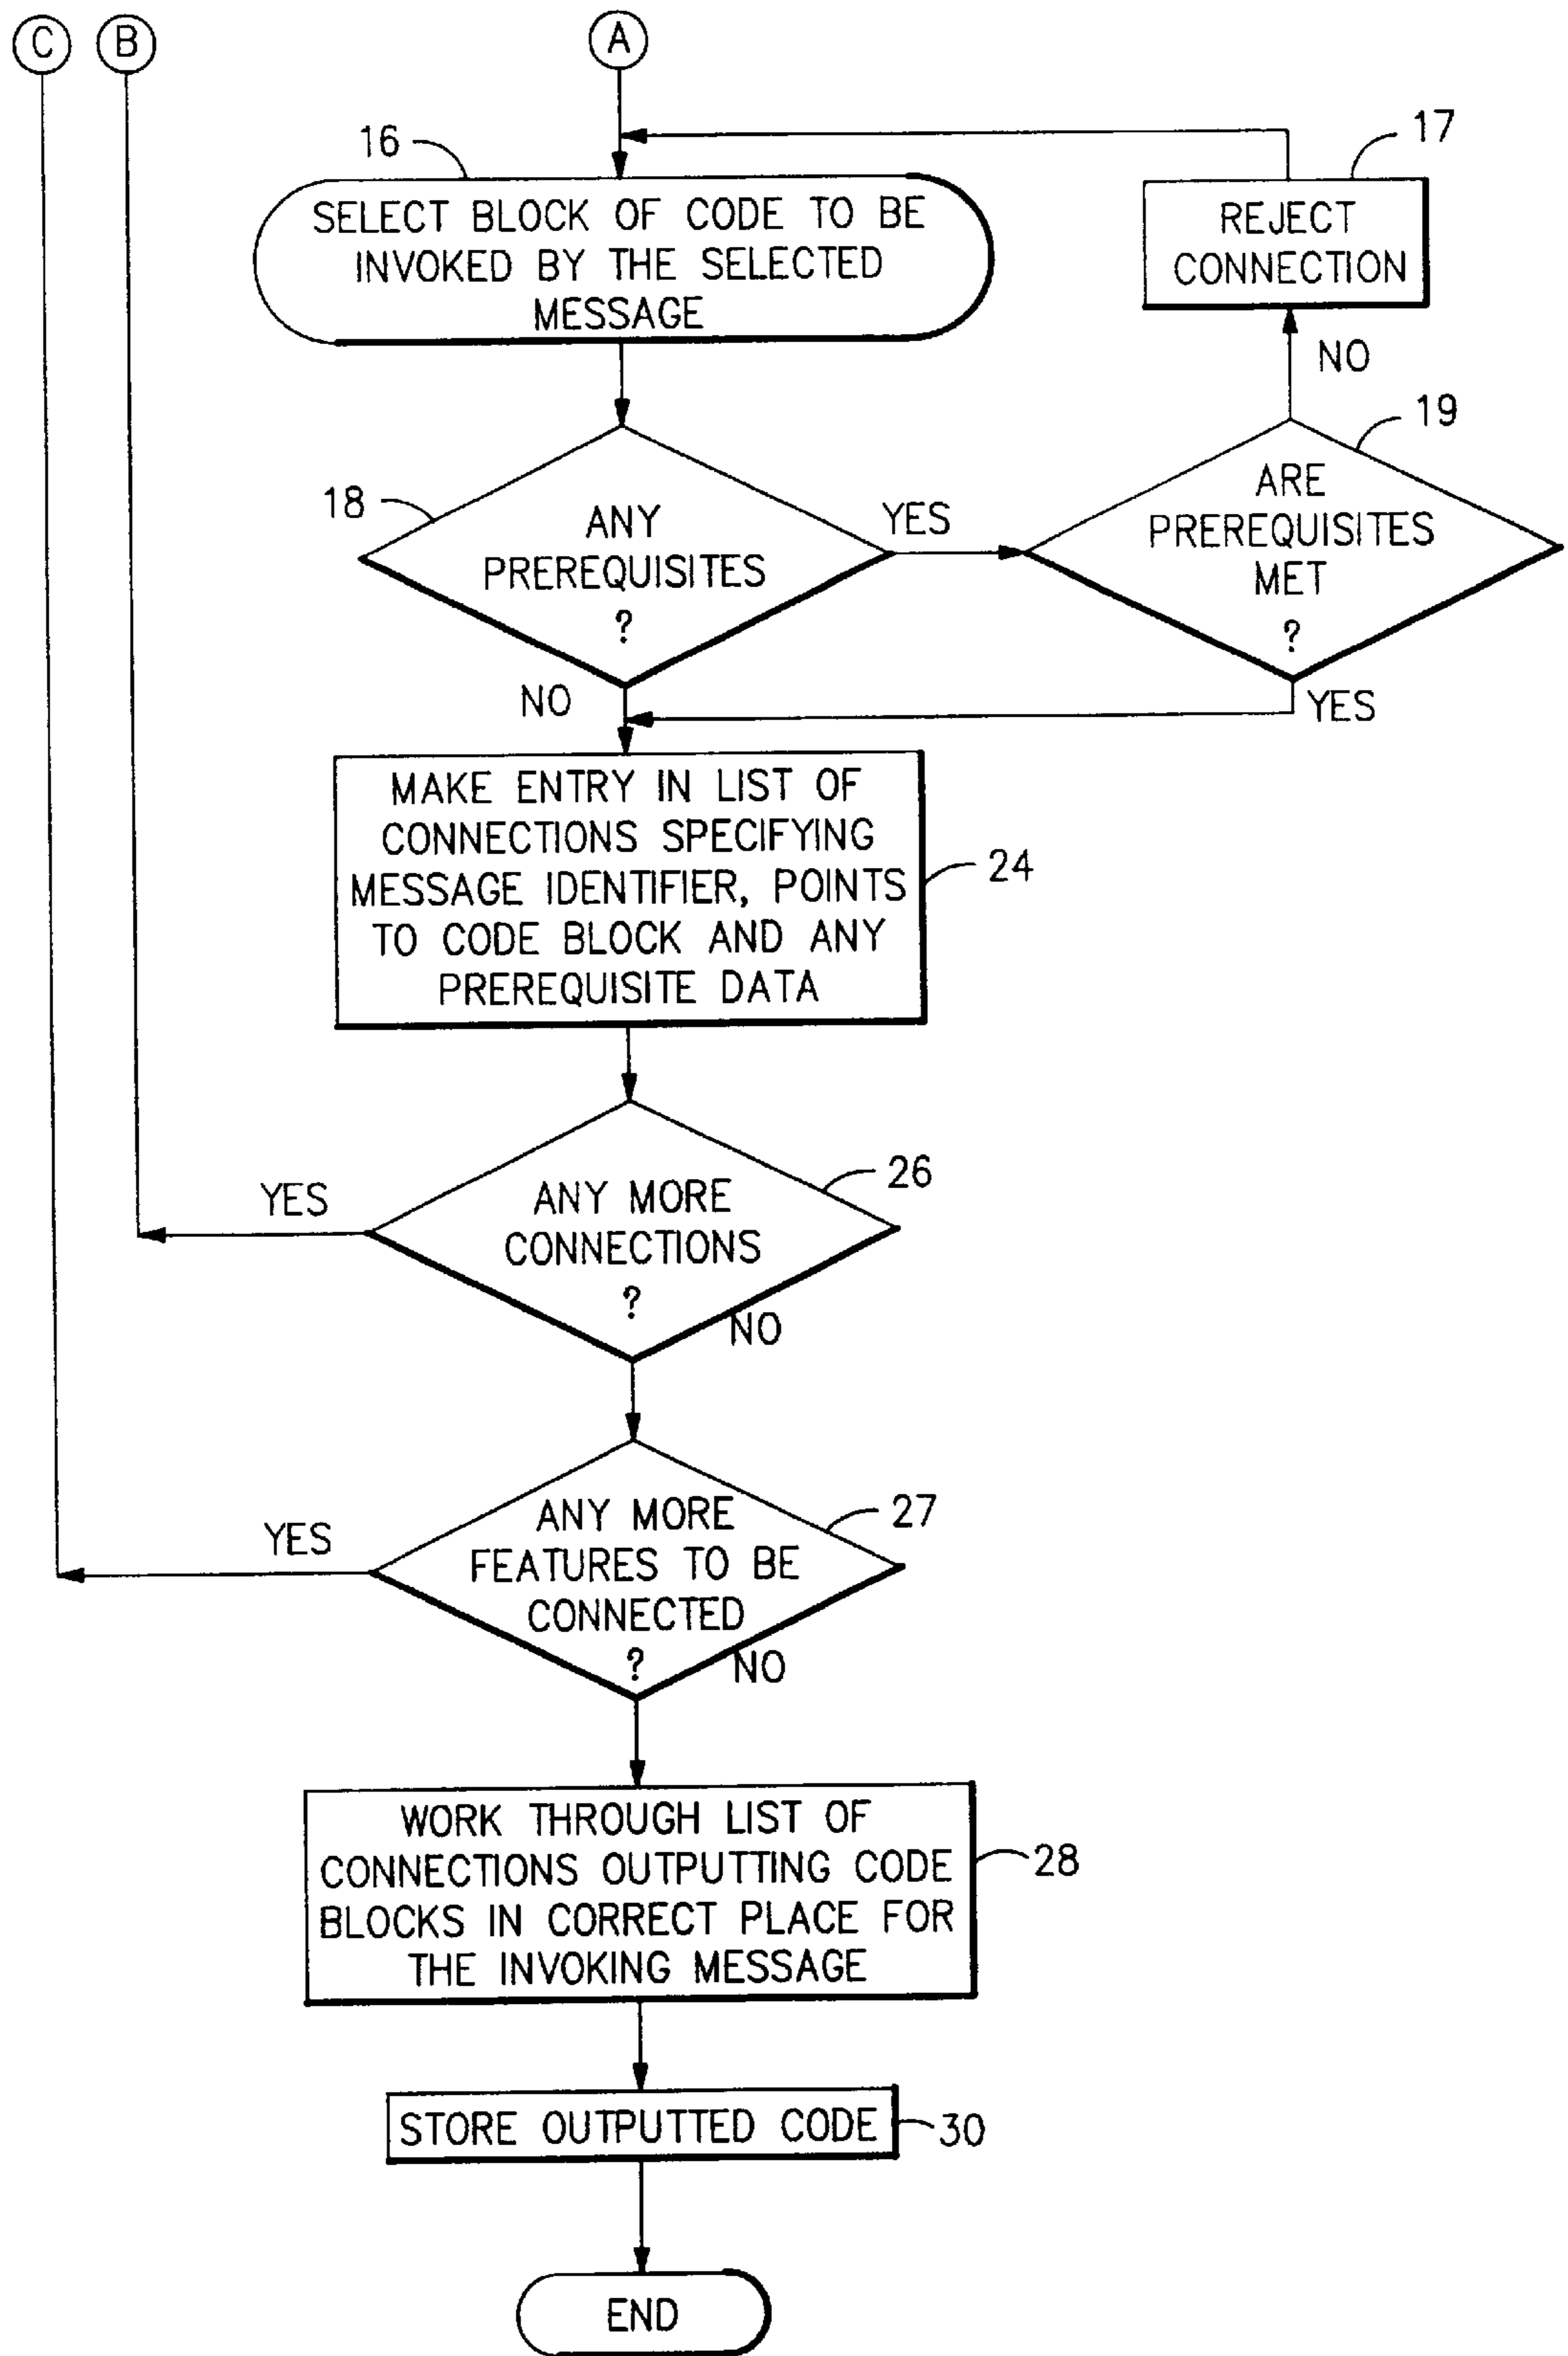 C B A
16
SELECT BLOCK OF CODE TO BE
INVOKED BY THE SELECTED
MESSAGE
17
REJECT
CONNECTION
NO
18
ANY
PREREQUISITES
?
YES
19
ARE
PREREQUISITES
MET
?
NO
YES
MAKE ENTRY IN LIST OF
CONNECTIONS SPECIFYING
MESSAGE IDENTIFIER, POINTS
TO CODE BLOCK AND ANY
PREREQUISITE DATA
24
YES
ANY MORE
CONNECTIONS
?
26
NO
YES
ANY MORE
FEATURES TO BE
CONNECTED
?
27
NO
WORK THROUGH LIST OF
CONNECTIONS OUTPUTTING CODE
BLOCKS IN CORRECT PLACE FOR
THE INVOKING MESSAGE
28
STORE OUTPUTTED CODE
30
END